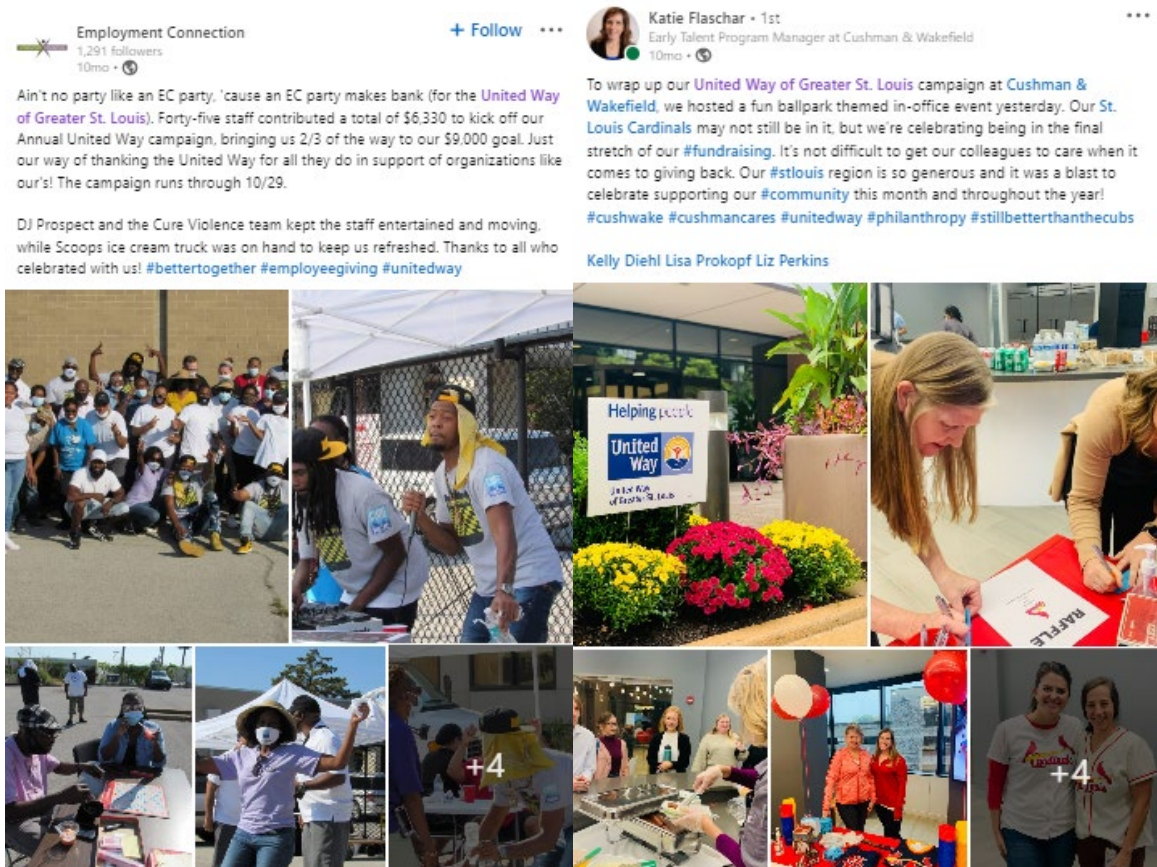 Employment Connection
+ Follow
1,291 followers
10mo •
Ain't no party like an EC party, 'cause an EC party makes bank (for the United Way
of Greater St. Louis). Forty-five staff contributed a total of $6,330 to kick off our
Annual United Way campaign, bringing us 2/3 of the way to our $9,000 goal. Just
our way of thanking the United Way for all they do in support of organizations like
our's! The campaign runs through 10/29.
DJ Prospect and the Cure Violence team kept the staff entertained and moving,
while Scoops ice cream truck was on hand to keep us refreshed. Thanks to all who
celebrated with us! #bettertogether #employeegiving #unitedway
+4
Katie Flaschar • 1st
Early Talent Program Manager at Cushman & Wakefield
10mo •
To wrap up our United Way of Greater St. Louis campaign at Cushman &
Wakefield, we hosted a fun ballpark themed in-office event yesterday. Our St.
Louis Cardinals may not still be in it, but we're celebrating being in the final
stretch of our #fundraising. It's not difficult to get our colleagues to care when it
comes to giving back. Our #stlouis region is so generous and it was a blast to
celebrate supporting our #community this month and throughout the year!
#cushwake #cushmancares #unitedway #philanthropy #stillbetterthanthecubs
Kelly Diehl Lisa Prokopf Liz Perkins
Helping people
United
Way
United Way
of Greater St. Louis
RAFFLE
Cardinals
+4